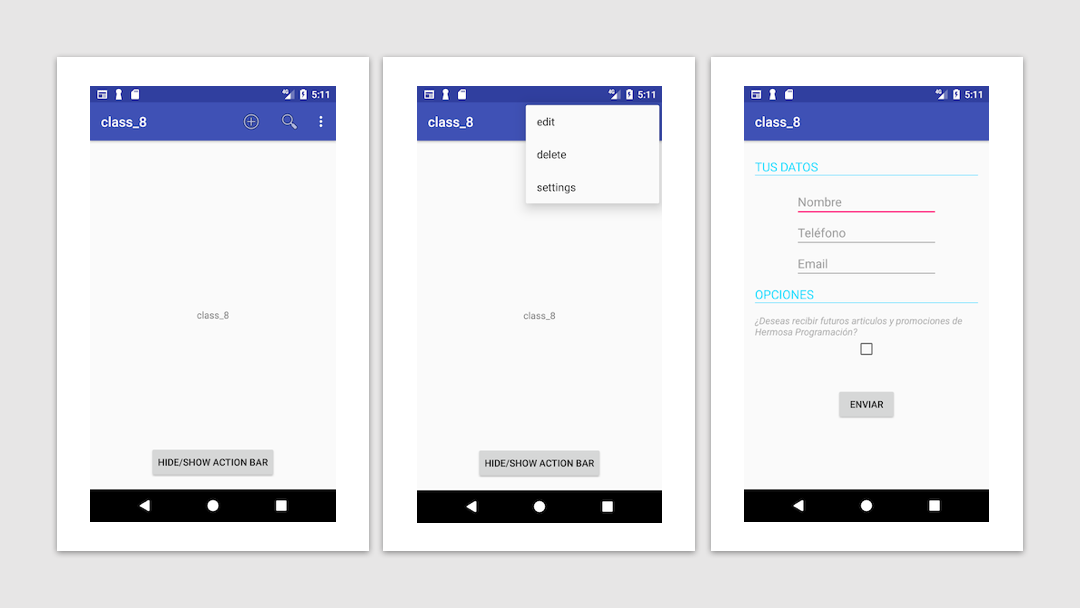 4G 5:11
class_8
class_8
HIDE/SHOW ACTION BAR
4G 5:11
class_8
edit
delete
settings
class_8
HIDE/SHOW ACTION BAR
4G 5:11
class_8
TUS DATOS
Nombre
Teléfono
Email
OPCIONES
¿Deseas recibir futuros articulos y promociones de
Hermosa Programación?
ENVIAR